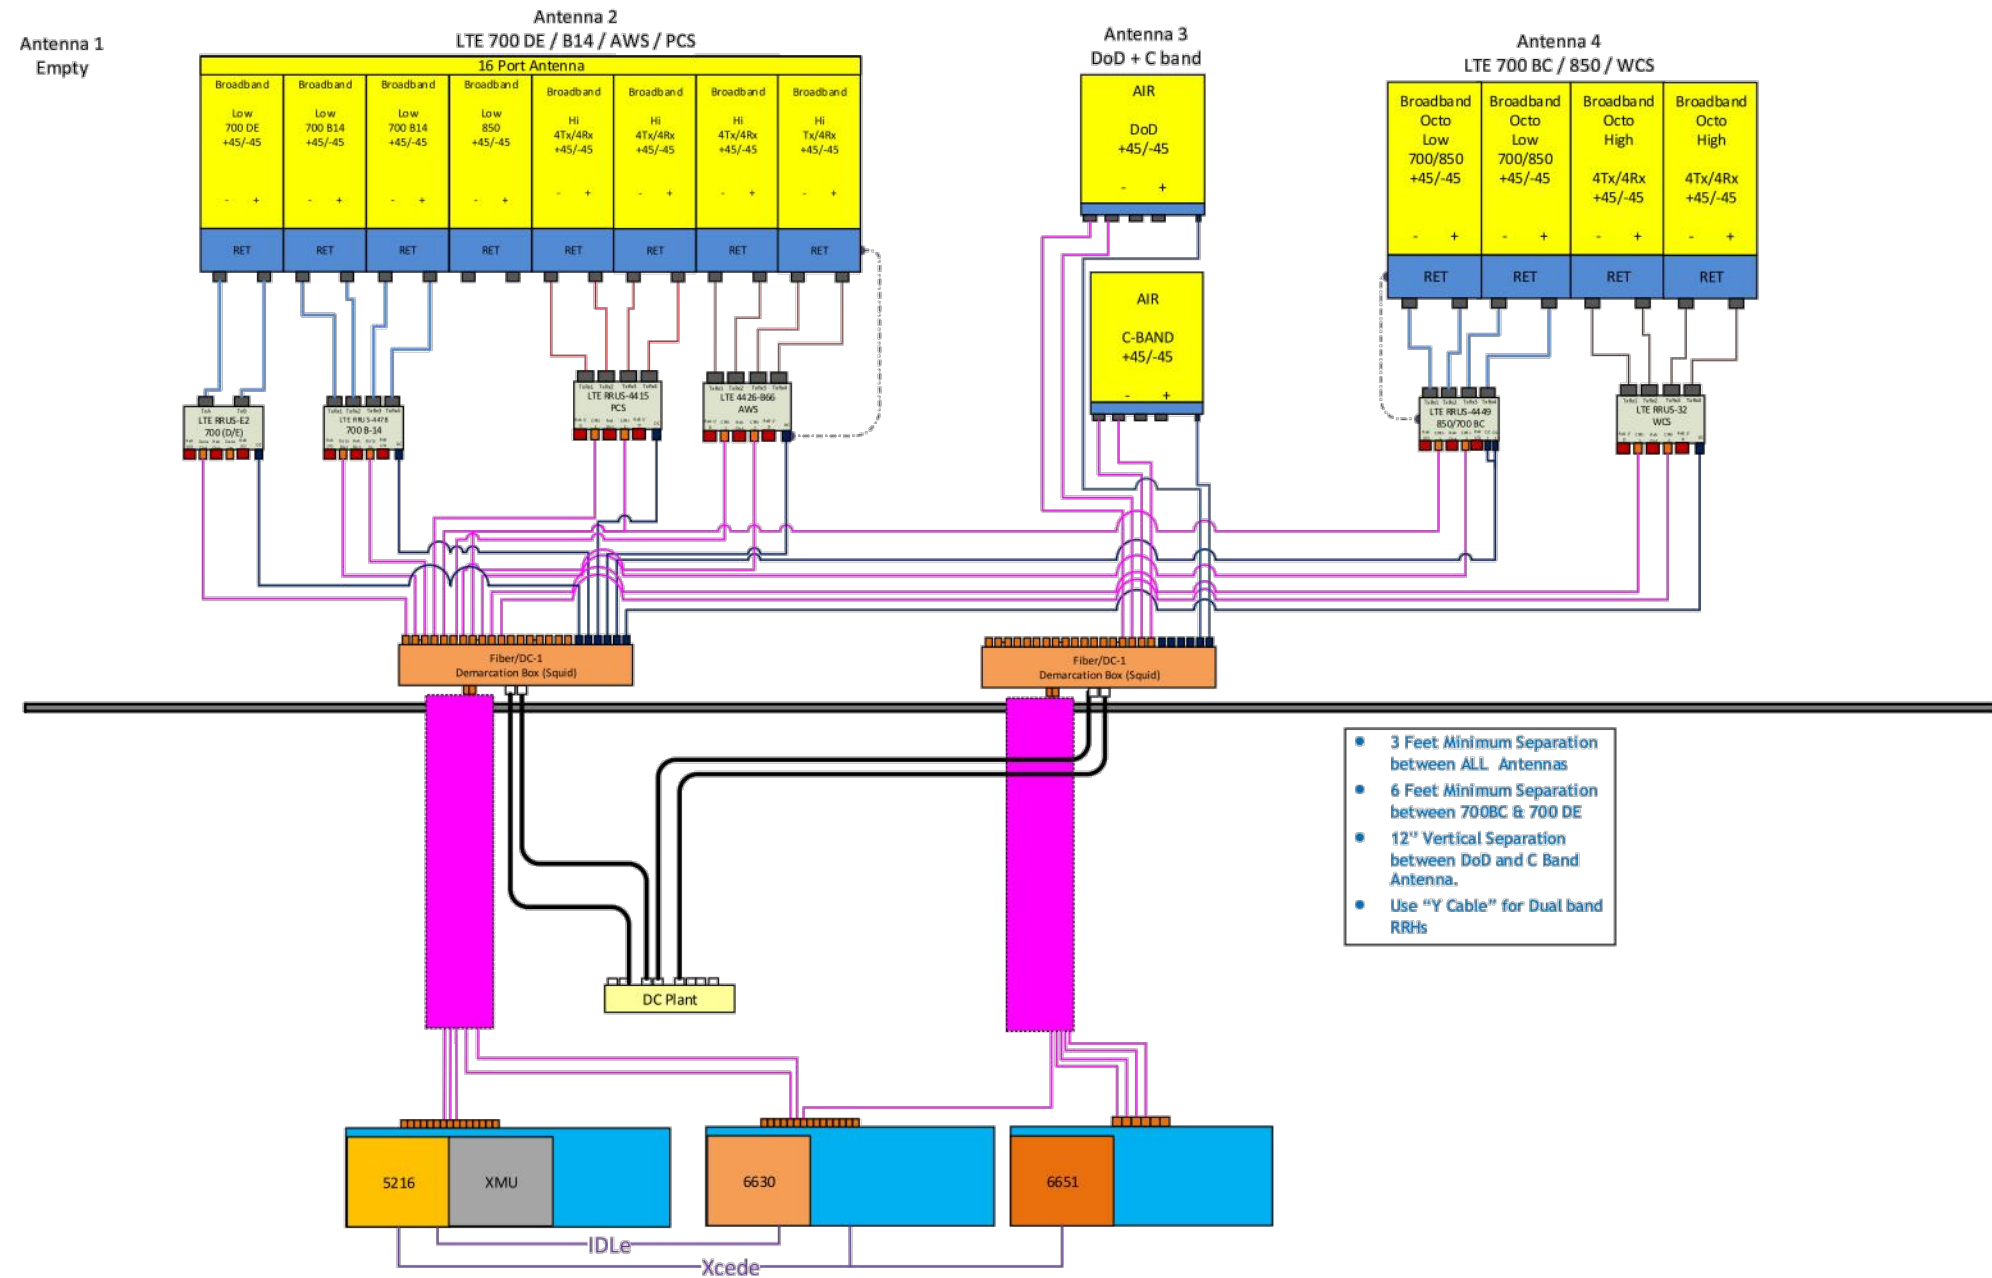 Antenna 1
Empty
Antenna 2
LTE 700 DE / B14 / AWS / PCS
16 Port Antenna
Broadband
Low
700 DE
+45/-45
- +
RET
Broadband
Low
700 B14
+45/-45
- +
RET
Broadband
Low
700 B14
+45/-45
- +
RET
Broadband
Low
850
+45/-45
- +
RET
Broadband
Hi
4Tx/4Rx
+45/-45
- +
RET
Broadband
Hi
4Tx/4Rx
+45/-45
- +
RET
Broadband
Hi
4Tx/4Rx
+45/-45
- +
RET
Broadband
Hi
Tx/4Rx
+45/-45
- +
RET
Antenna 3
DoD + C band
AIR
DoD
+45/-45
- +
AIR
C-BAND
+45/-45
- +
Antenna 4
LTE 700 BC / 850 / WCS
Broadband
Octo
Low
700/850
+45/-45
- +
RET
Broadband
Octo
Low
700/850
+45/-45
- +
RET
Broadband
Octo
High
4Tx/4Rx
+45/-45
- +
RET
Broadband
Octo
High
4Tx/4Rx
+45/-45
- +
RET
LTE RRUS-E2
700 (D/E)
LTE RRUS-4478
700 B-14
LTE RRUS-4415
PCS
LTE 4426-B66
AWS
LTE RRUS-4449
850/700 BC
LTE RRUS-32
WCS
Fiber/DC-1
Demarcation Box (Squid)
Fiber/DC-1
Demarcation Box (Squid)
• 3 Feet Minimum Separation
between ALL Antennas
• 6 Feet Minimum Separation
between 700BC & 700 DE
• 12" Vertical Separation
between DoD and C Band
Antenna.
• Use “Y Cable” for Dual band
RRHs
DC Plant
5216
XMU
6630
6651
IDLe
Xcede